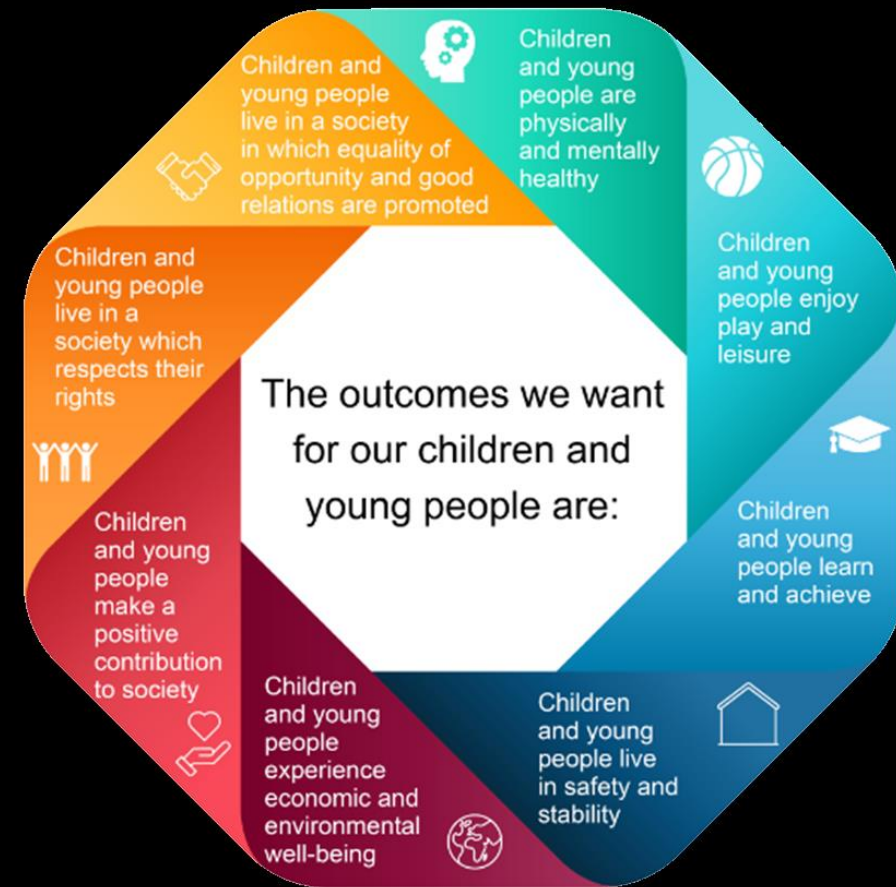 The outcomes we want
for our children and
young people are:
Children
and young
people are
physically
and mentally
healthy
Children
and young
people enjoy
play and
leisure
Children
and young
people learn
and achieve
Children
and young
people live
in safety and
stability
Children
and young
people
experience
economic and
environmental
well-being
Children
and young
people
make a
positive
contribution
to society
Children and
young people
live in a
society which
respects their
rights
Children and
young people
live in a society
in which equality of
opportunity and good
relations are promoted